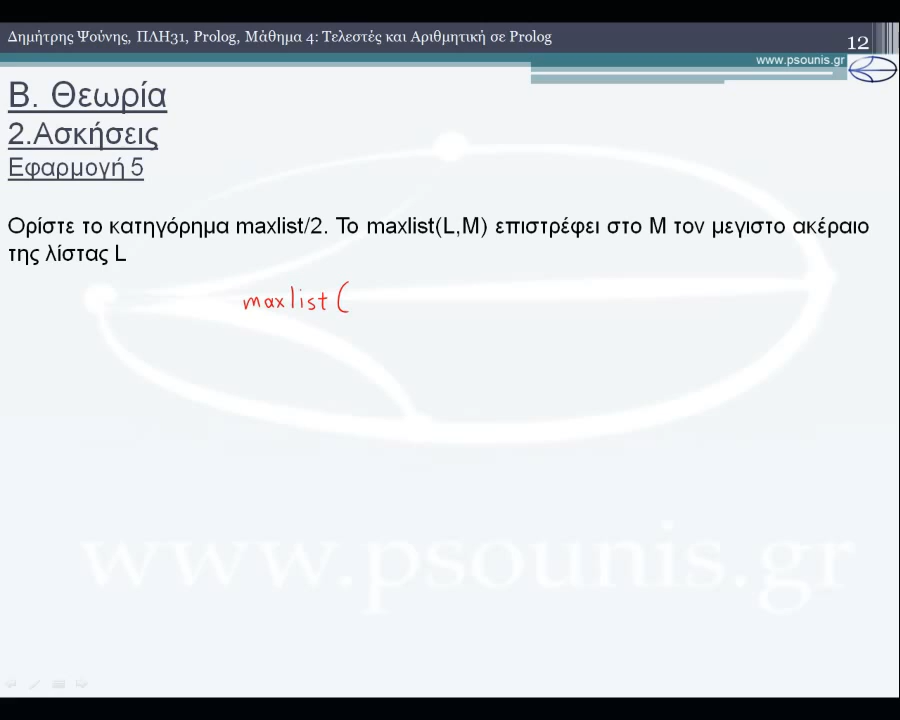 Δημήτρης Ψούνης, ΠΛΗ31, Prolog, Μάθημα 4: Τελεστές και Αριθμητική σε Prolog
12
www.psounis.gr
Β. Θεωρία
2.Ασκήσεις
Εφαρμογή 5
Ορίστε το κατηγόρημα maxlist/2. Το maxlist(L,M) επιστρέφει στο Μ τον μεγιστο ακέραιο
της λίστας L
maxlist (
www.psounis.gr